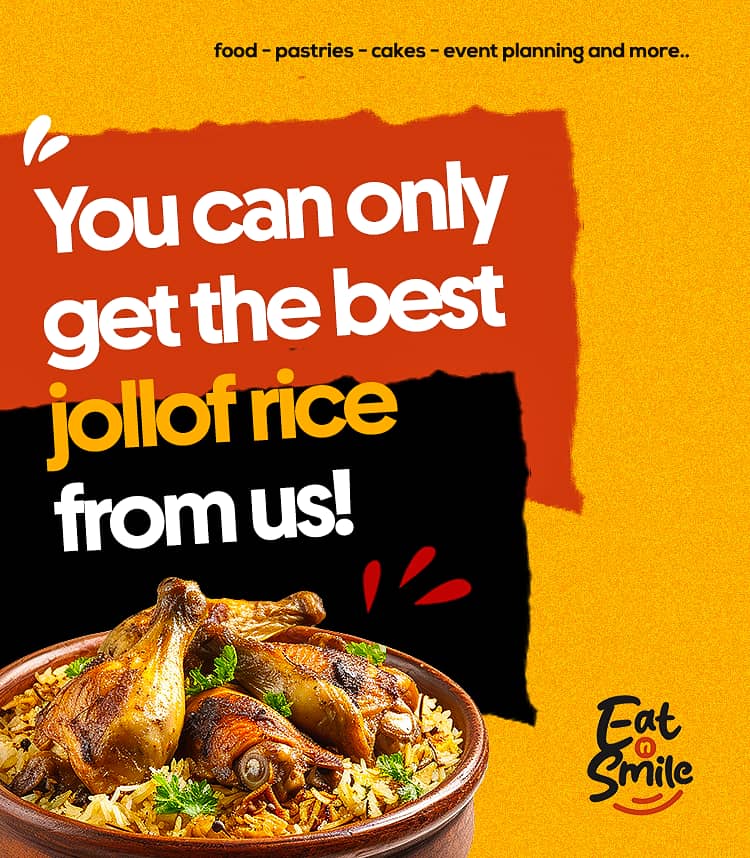 food - pastries - cakes - event planning and more..
You can only
get the best
jollof rice
from us!
Eat
n
Smile